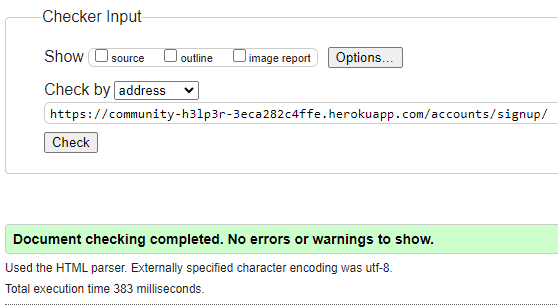 Checker Input
Show source outline image report Options...
Check by address
https://community-h3lp3r-3eca282c4ffe.herokuapp.com/accounts/signup/
Check
Document checking completed. No errors or warnings to show.
Used the HTML parser. Externally specified character encoding was utf-8.
Total execution time 383 milliseconds.